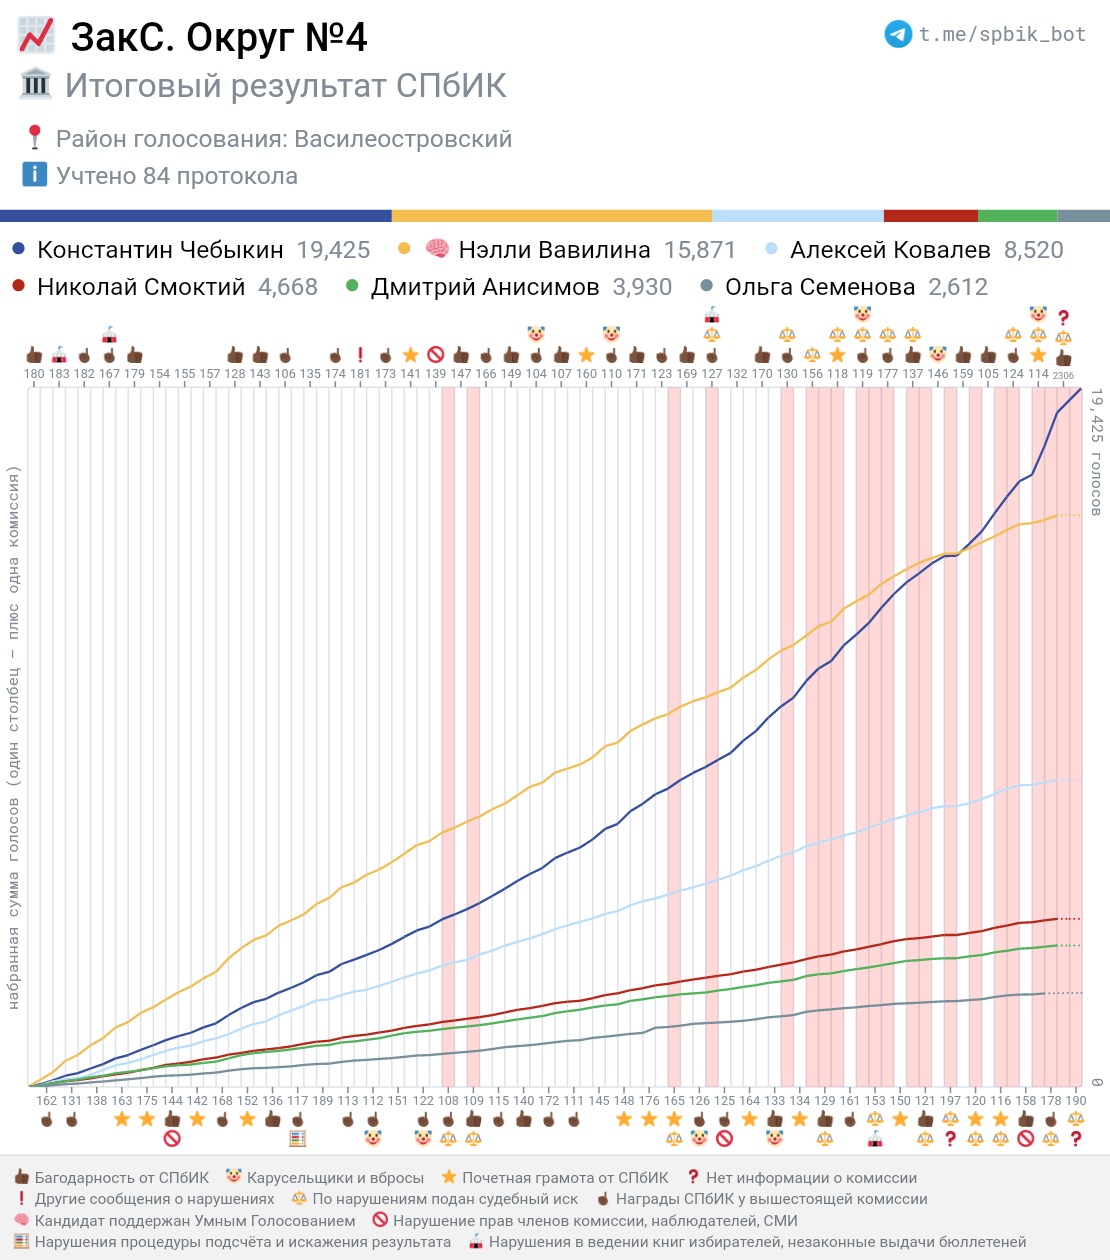 ЗакС. Округ №4
t.me/spbik_bot
Итоговый результат СПбИК
Район голосования: Василеостровский
Учтено 84 протокола
Константин Чебыкин 19,425 Нэлли Вавилина 15,871 Алексей Ковалев 8,520
Николай Смоктий 4,668 Дмитрий Анисимов 3,930 Ольга Семенова 2,612
180 183 182 167 179 154 155 157 128 143 106 135 174 181 173 141 139 147 166 149 104 107 160 110 171 123 169 127 132 170 130 156 118 119 177 137 146 159 105 124 114 2306
19,425 голосов
набранная сумма голосов (один столбец — плюс одна комиссия)
0
162 131 138 163 175 144 142 168 152 136 117 189 113 112 151 122 108 109 115 140 172 111 145 148 176 165 126 125 164 133 134 129 161 153 150 121 197 120 116 158 178 190
Багодарность от СПбИК Карусельщики и вбросы Почетная грамота от СПбИК Нет информации о комиссии
Другие сообщения о нарушениях По нарушениям подан судебный иск Награды СПбИК у вышестоящей комиссии
Кандидат поддержан Умным Голосованием Нарушение прав членов комиссии, наблюдателей, СМИ
Нарушения процедуры подсчёта и искажения результата Нарушения в ведении книг избирателей, незаконные выдачи бюллетеней